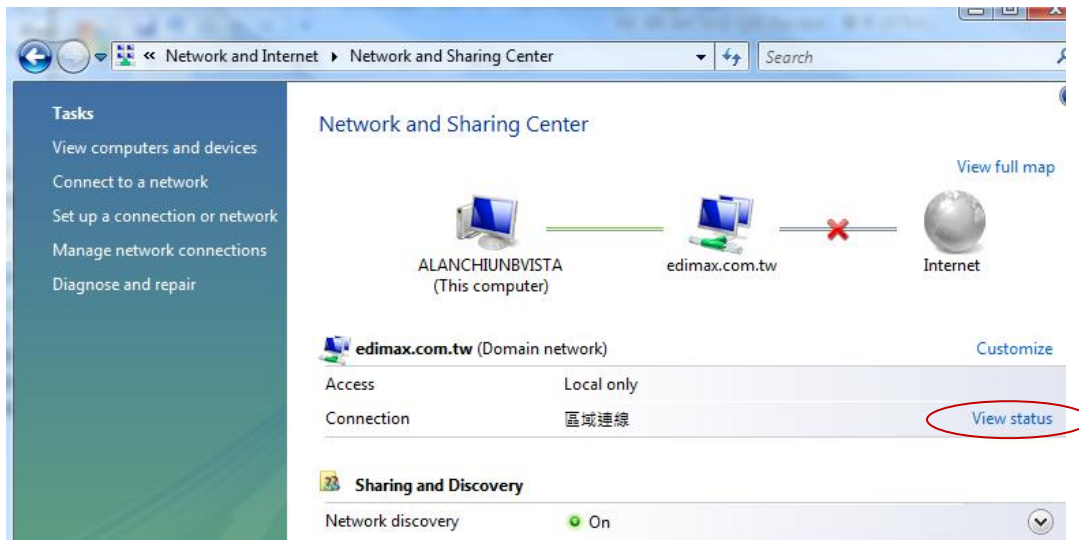 « Network and Internet ▸ Network and Sharing Center
Search
Tasks
View computers and devices
Connect to a network
Set up a connection or network
Manage network connections
Diagnose and repair
Network and Sharing Center
View full map
ALANCHIUNBVISTA
(This computer)
edimax.com.tw
Internet
edimax.com.tw (Domain network)
Customize
Access Local only
Connection 區域連線 View status
Sharing and Discovery
Network discovery On